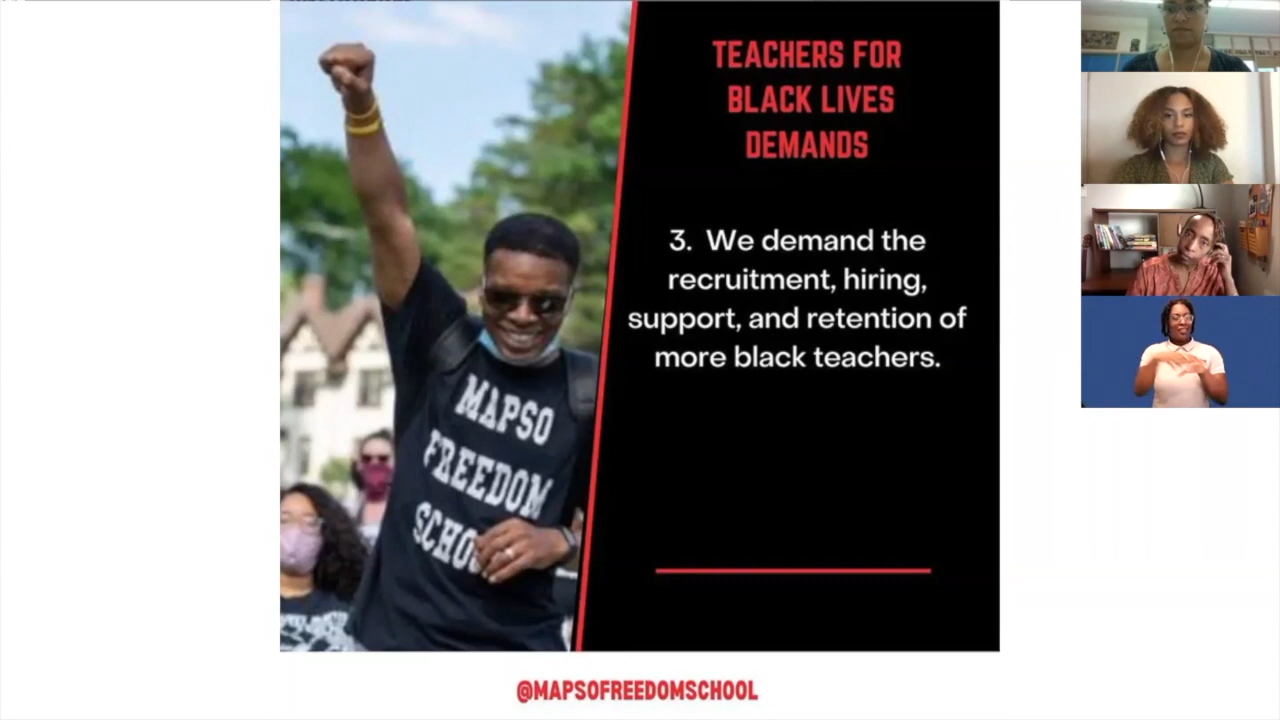 TEACHERS FOR
BLACK LIVES
DEMANDS
3. We demand the
recruitment, hiring,
support, and retention of
more black teachers.
MAPSO
FREEDOM
@MAPSOFREEDOMSCHOOL